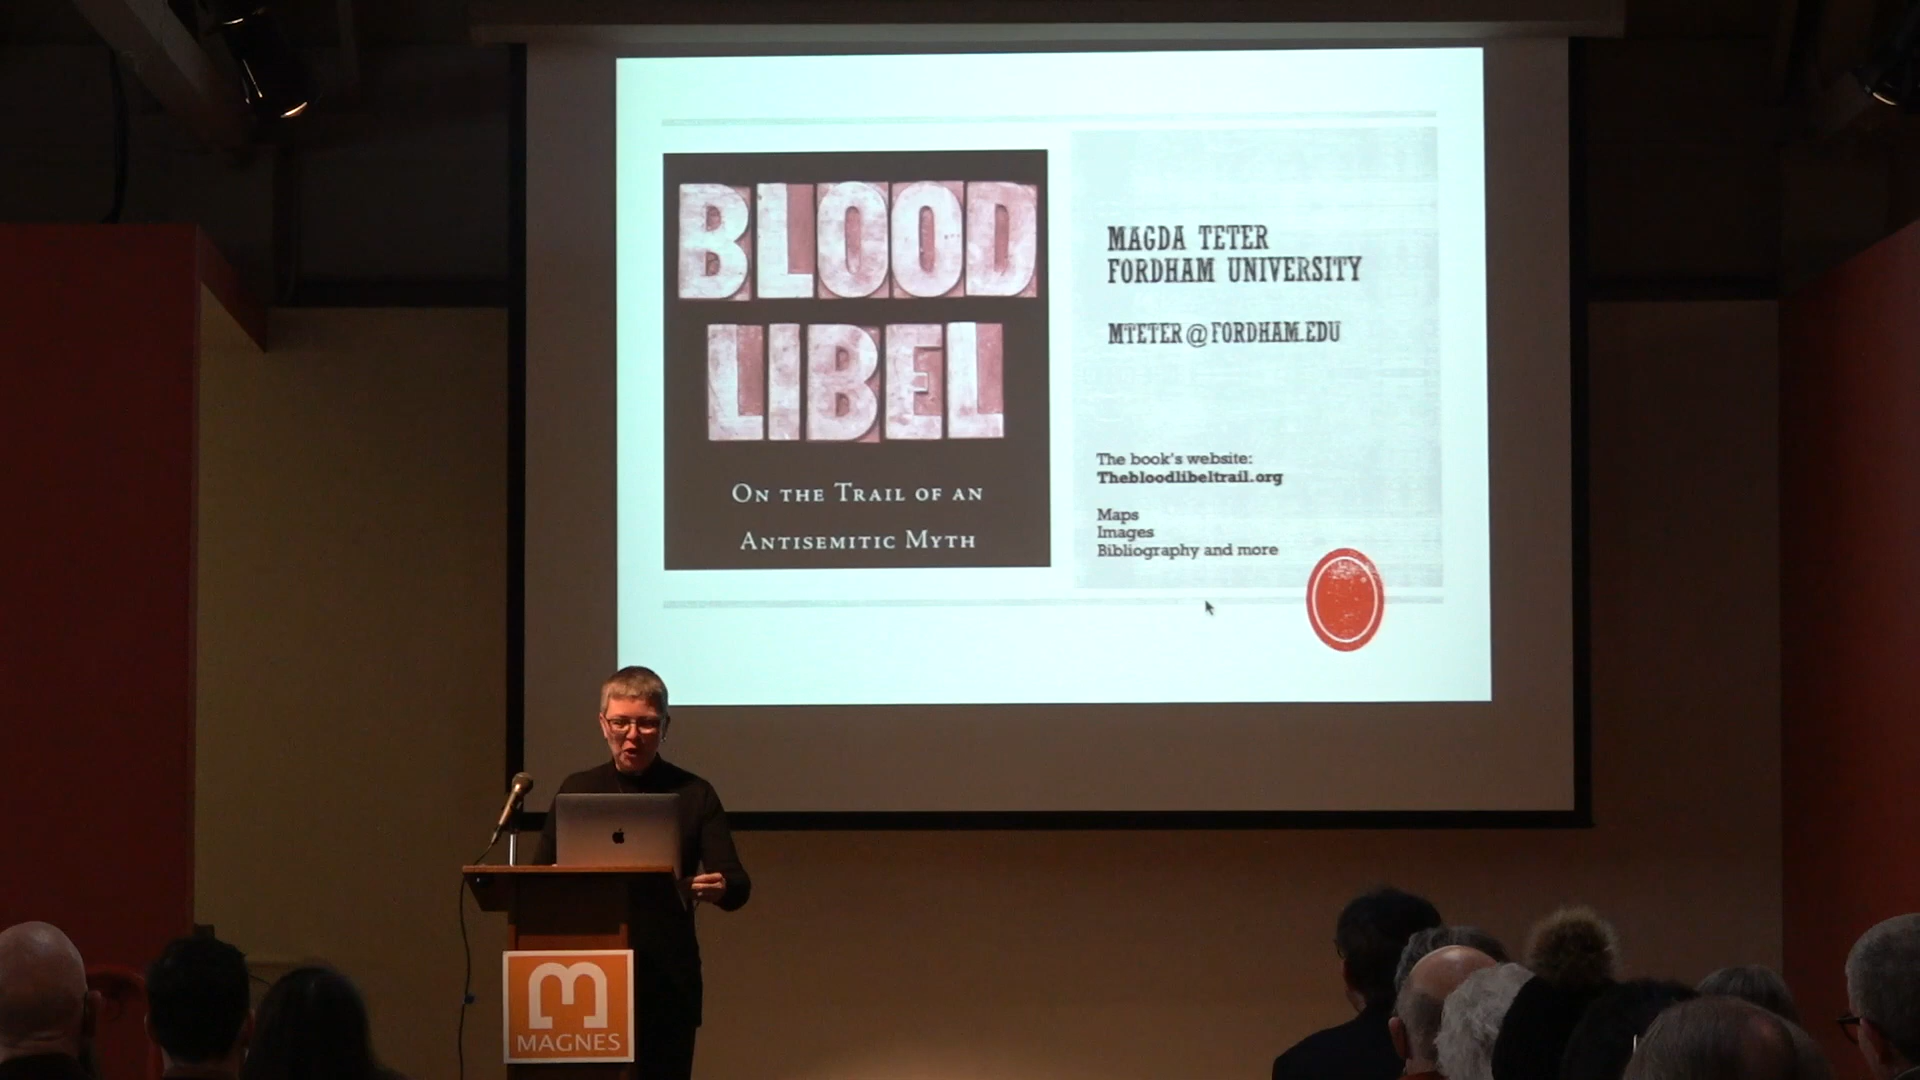 BLOOD
LIBEL
ON THE TRAIL OF AN
ANTISEMITIC MYTH
MAGDA TETER
FORDHAM UNIVERSITY
MTETER@FORDHAM.EDU
The book's website:
Thebloodlibeltrail.org
Maps
Images
Bibliography and more
MAGNES